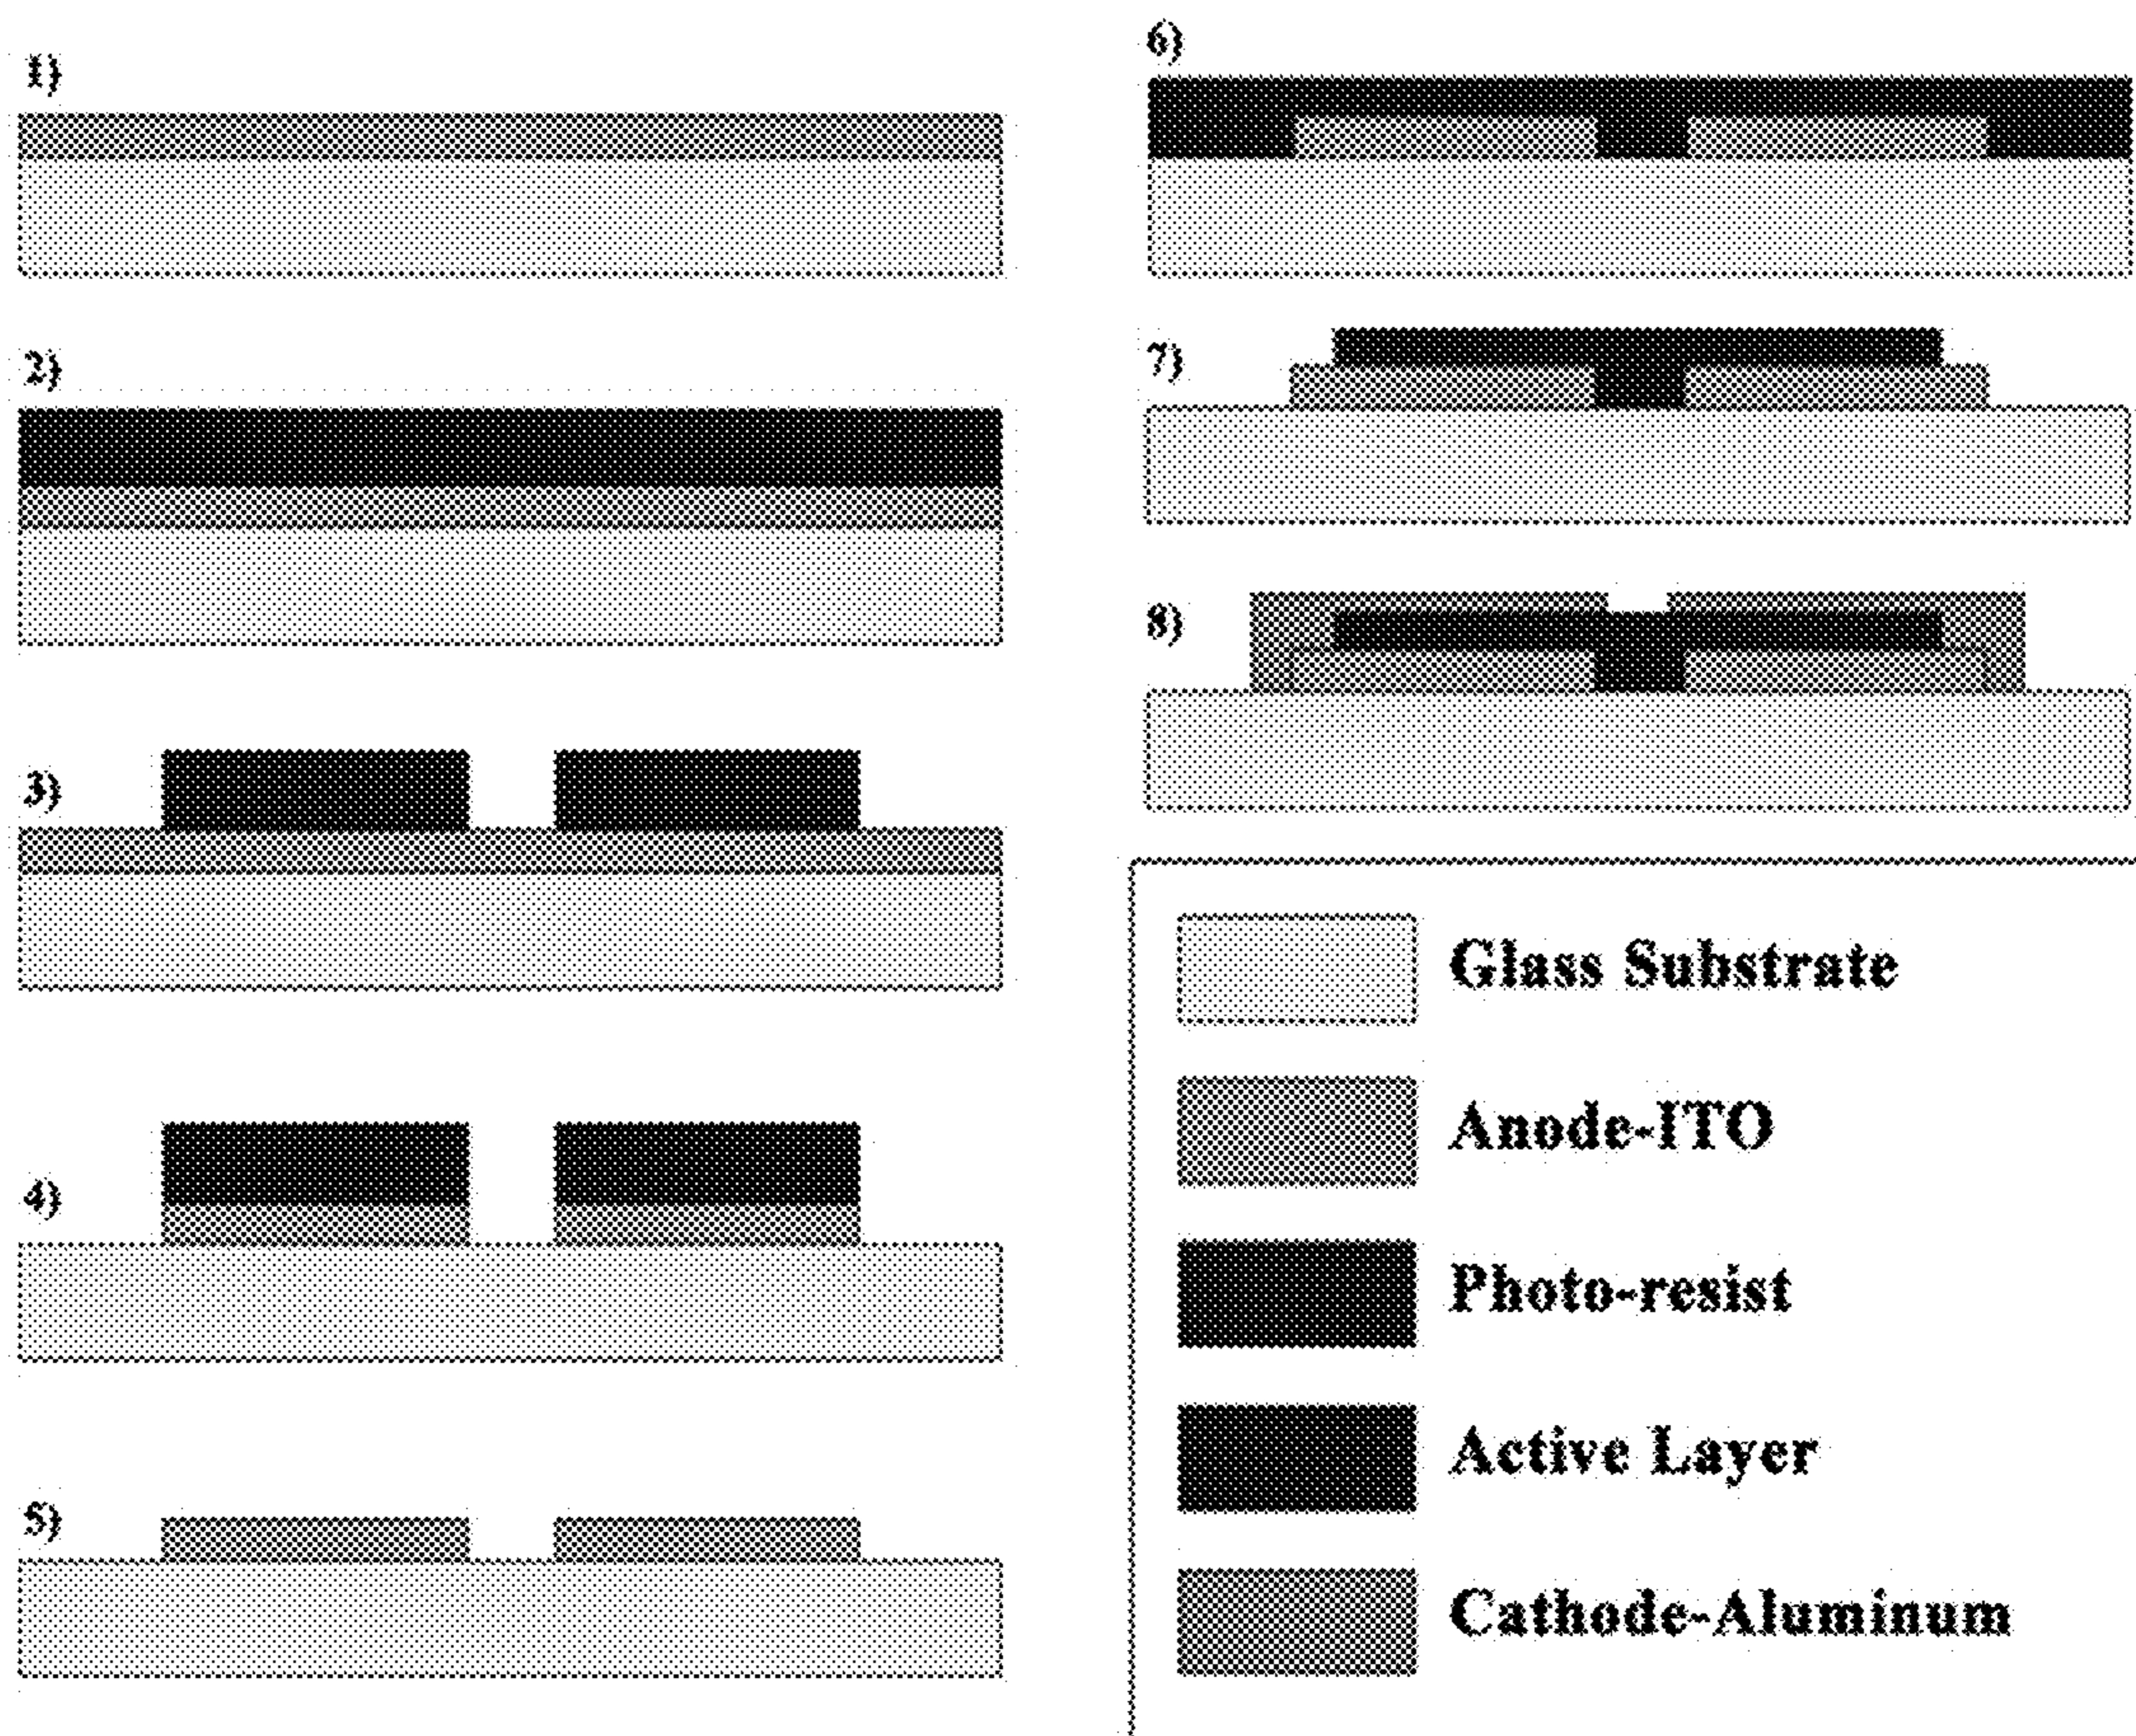 1)
2)
3)
4)
5)
6)
7)
8)
Glass Substrate
Anode-ITO
Photo-resist
Active Layer
Cathode-Aluminum